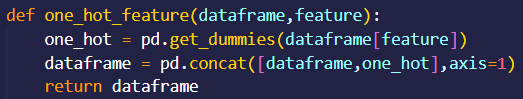 def one_hot_feature(dataframe,feature):
    one_hot = pd.get_dummies(dataframe[feature])
    dataframe = pd.concat([dataframe,one_hot],axis=1)
    return dataframe